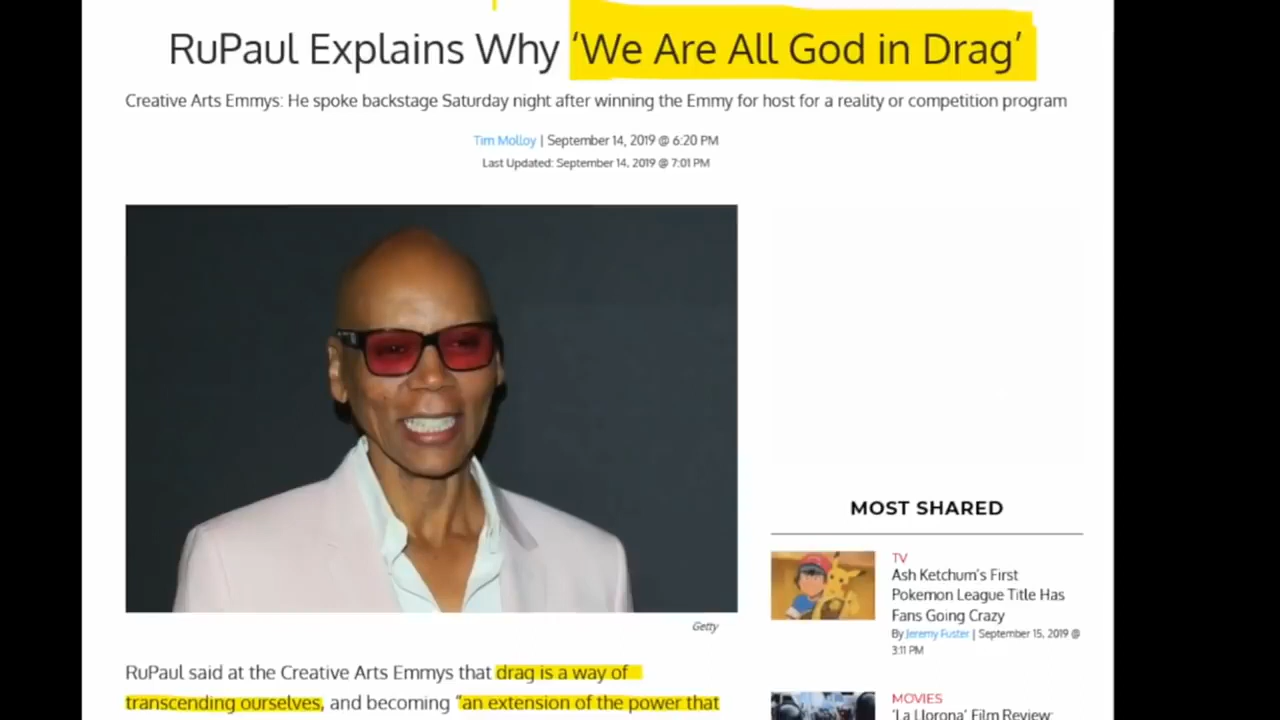 RuPaul Explains Why ‘We Are All God in Drag’
Creative Arts Emmys: He spoke backstage Saturday night after winning the Emmy for host for a reality or competition program
Tim Molloy | September 14, 2019 @ 6:20 PM
Last Updated: September 14, 2019 @ 7:01 PM
Getty
RuPaul said at the Creative Arts Emmys that drag is a way of
transcending ourselves, and becoming “an extension of the power that
MOST SHARED
TV
Ash Ketchum’s First
Pokemon League Title Has
Fans Going Crazy
By Jeremy Fuster | September 15, 2019 @
3:11 PM
MOVIES
‘La Llorona’ Film Review: